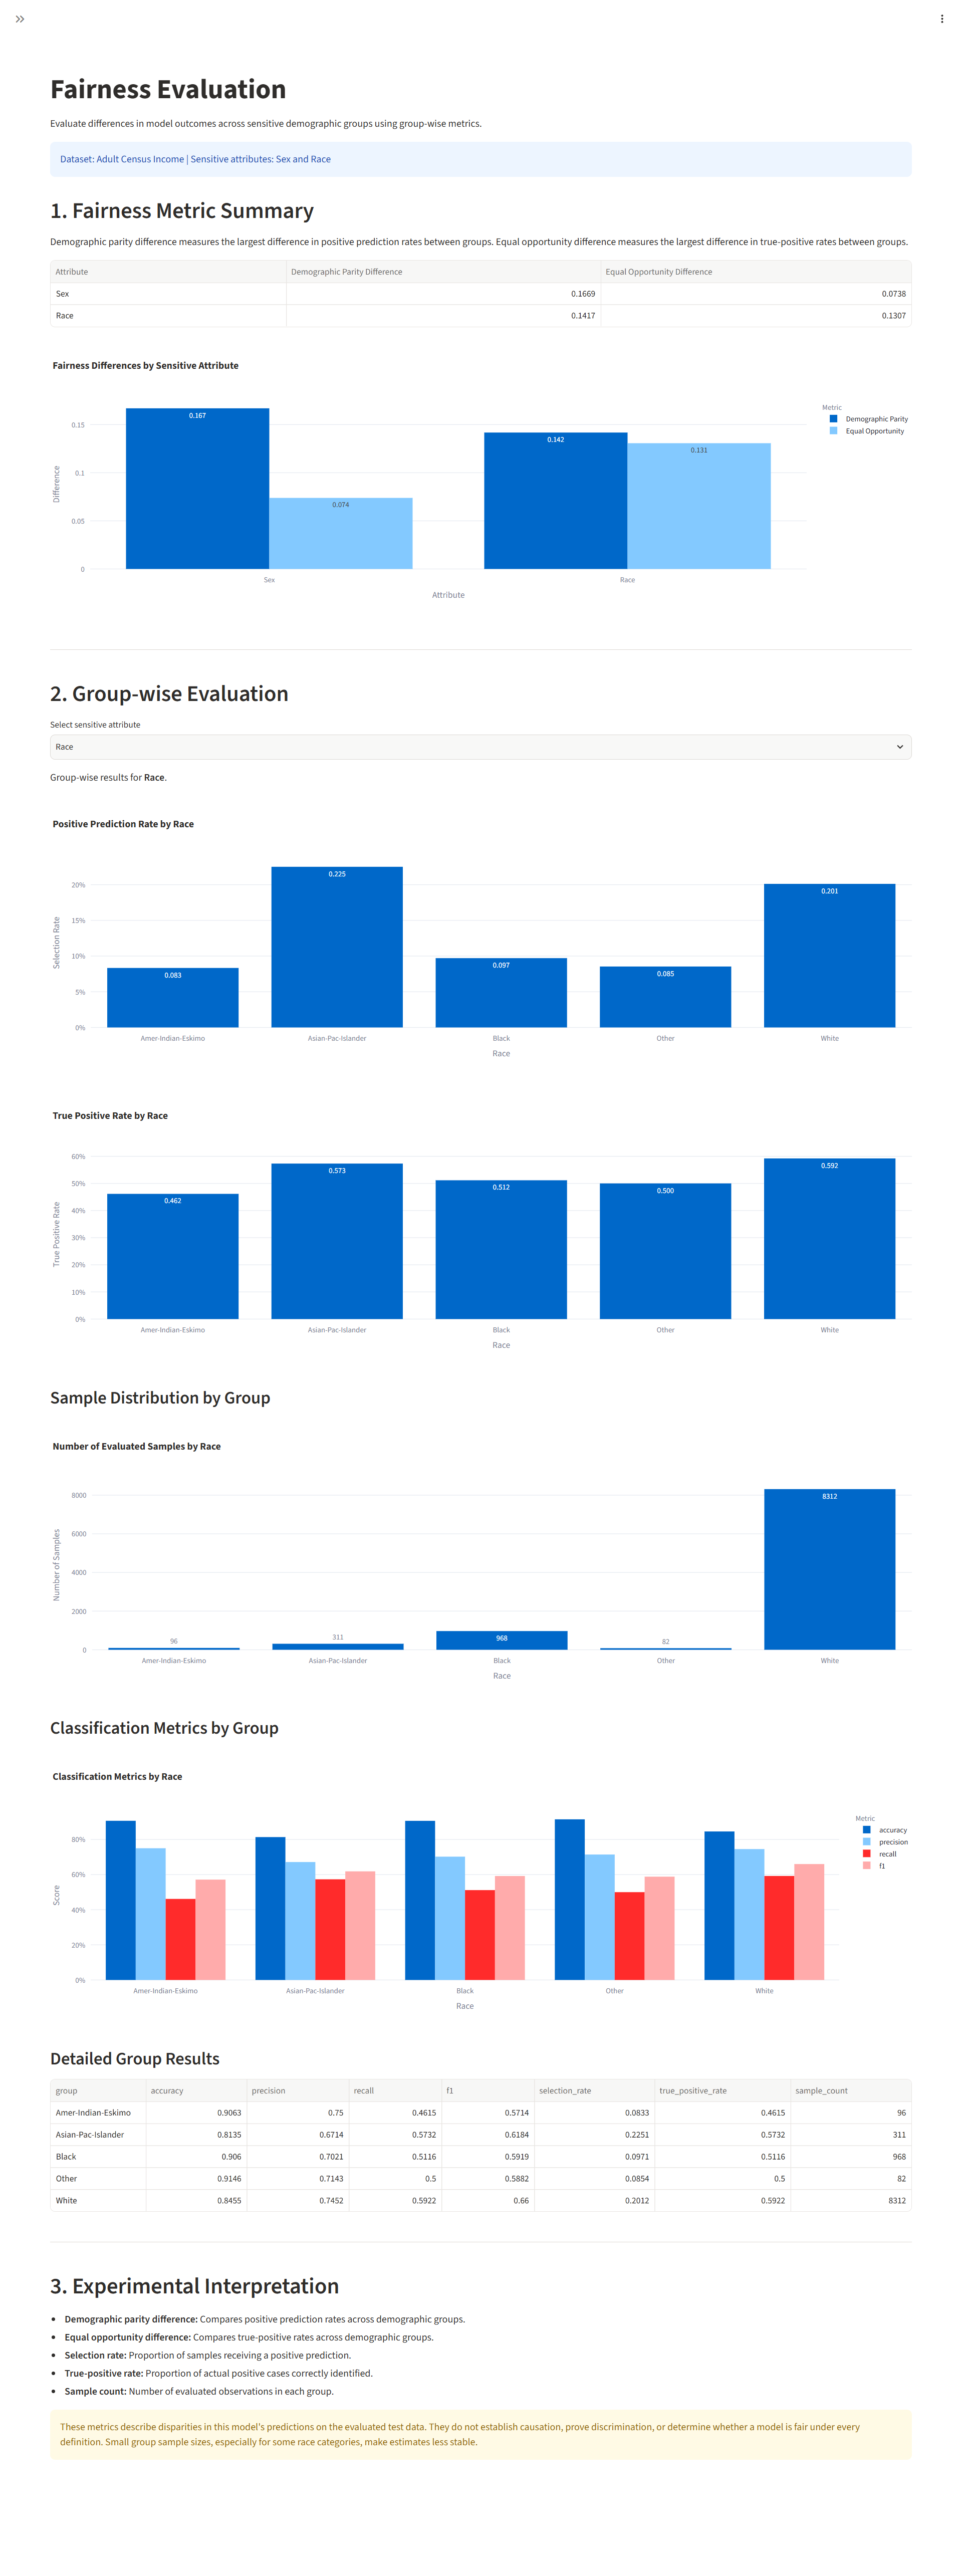 Fairness Evaluation
Evaluate differences in model outcomes across sensitive demographic groups using group-wise metrics.
Dataset: Adult Census Income | Sensitive attributes: Sex and Race
1. Fairness Metric Summary
Demographic parity difference measures the largest difference in positive prediction rates between groups. Equal opportunity difference measures the largest difference in true-positive rates between groups.
Attribute Demographic Parity Difference Equal Opportunity Difference
Sex 0.1669 0.0738
Race 0.1417 0.1307
Fairness Differences by Sensitive Attribute
Metric
Demographic Parity
Equal Opportunity
Difference
0.15
0.1
0.05
0
0.167
0.074
0.142
0.131
Sex Race
Attribute
2. Group-wise Evaluation
Select sensitive attribute
Race
Group-wise results for Race.
Positive Prediction Rate by Race
Selection Rate
20%
15%
10%
5%
0%
0.083 0.225 0.097 0.085 0.201
Amer-Indian-Eskimo Asian-Pac-Islander Black Other White
Race
True Positive Rate by Race
True Positive Rate
60%
50%
40%
30%
20%
10%
0%
0.462 0.573 0.512 0.500 0.592
Amer-Indian-Eskimo Asian-Pac-Islander Black Other White
Race
Sample Distribution by Group
Number of Evaluated Samples by Race
Number of Samples
8000
6000
4000
2000
0
96 311 968 82 8312
Amer-Indian-Eskimo Asian-Pac-Islander Black Other White
Race
Classification Metrics by Group
Classification Metrics by Race
Metric
accuracy
precision
recall
f1
Score
80%
60%
40%
20%
0%
Amer-Indian-Eskimo Asian-Pac-Islander Black Other White
Race
Detailed Group Results
group accuracy precision recall f1 selection_rate true_positive_rate sample_count
Amer-Indian-Eskimo 0.9063 0.75 0.4615 0.5714 0.0833 0.4615 96
Asian-Pac-Islander 0.8135 0.6714 0.5732 0.6184 0.2251 0.5732 311
Black 0.906 0.7021 0.5116 0.5919 0.0971 0.5116 968
Other 0.9146 0.7143 0.5 0.5882 0.0854 0.5 82
White 0.8455 0.7452 0.5922 0.66 0.2012 0.5922 8312
3. Experimental Interpretation
• Demographic parity difference: Compares positive prediction rates across demographic groups.
• Equal opportunity difference: Compares true-positive rates across demographic groups.
• Selection rate: Proportion of samples receiving a positive prediction.
• True-positive rate: Proportion of actual positive cases correctly identified.
• Sample count: Number of evaluated observations in each group.
These metrics describe disparities in this model's predictions on the evaluated test data. They do not establish causation, prove discrimination, or determine whether a model is fair under every
definition. Small group sample sizes, especially for some race categories, make estimates less stable.